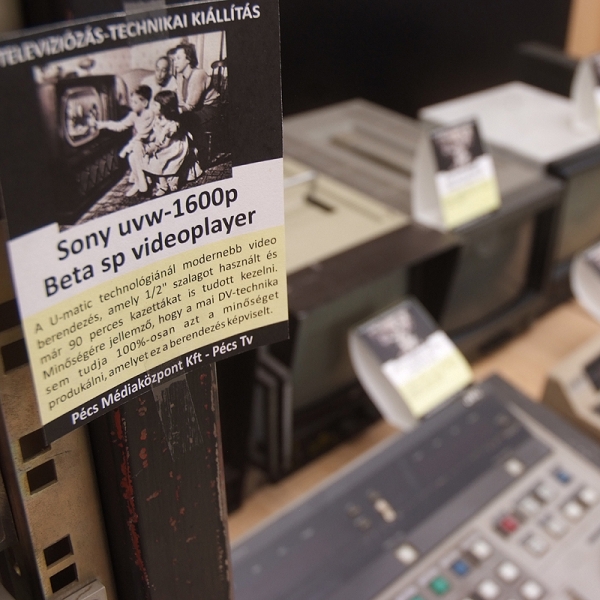 TELEVÍZIÓZÁS-TECHNIKAI KIÁLLÍTÁS
Sony uvw-1600p
Beta sp videoplayer
A U-matic technológiánál modernebb video
berendezés, amely 1/2" szalagot használt és
már 90 perces kazettákat is tudott kezelni.
Minőségére jellemző, hogy a mai DV-technika
sem tudja 100%-osan azt a minőséget
produkálni, amelyet ez a berendezés képviselt.
Pécs Médiaközpont Kft - Pécs Tv